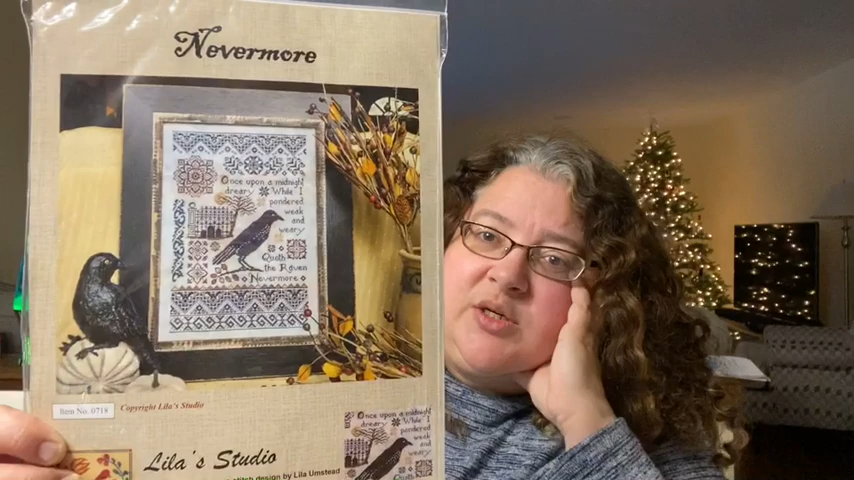 Nevermore
Once upon a midnight
dreary While I
pondered
weak
and
weary
Quoth
the Raven
Nevermore
Item No. 0718
Copyright Lila's Studio
Lila's Studio
stitch design by Lila Umstead
Once upon a midnight
dreary While I
pondered
weak
and
weary